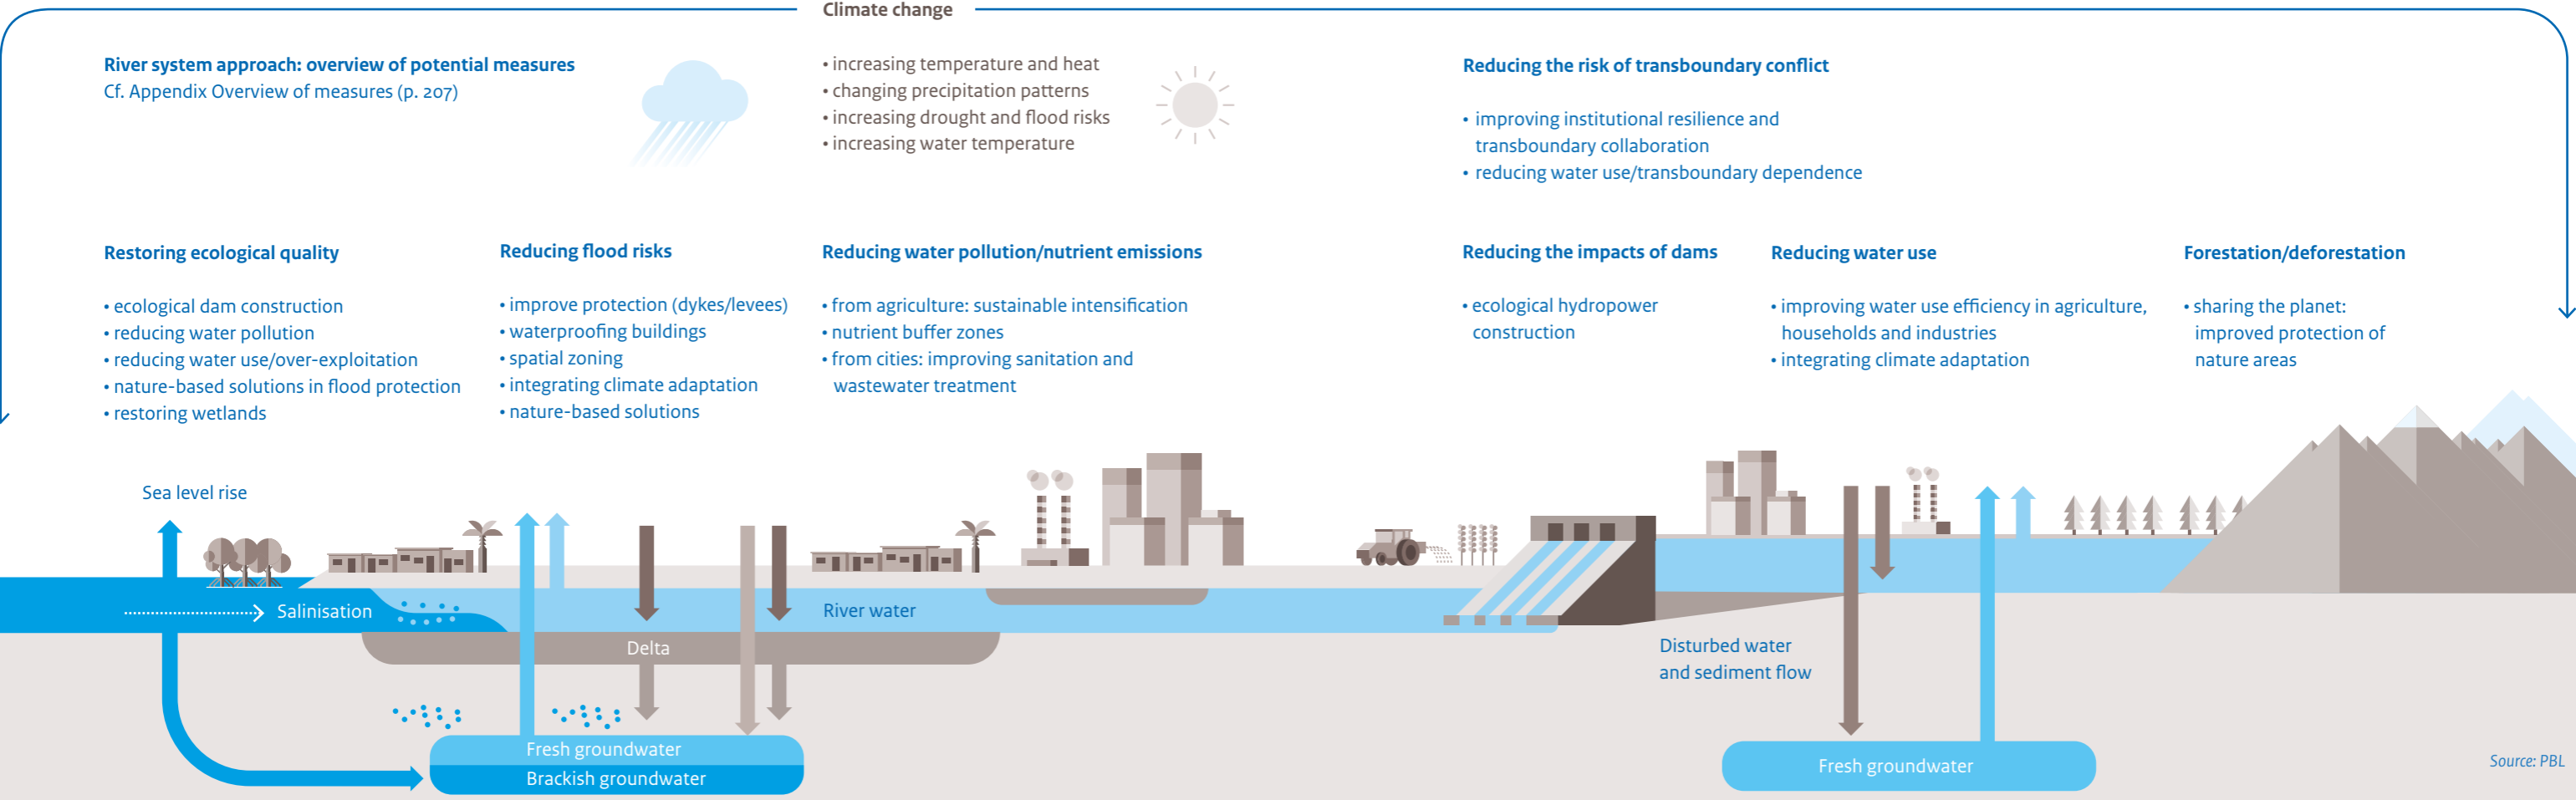 Climate change
River system approach: overview of potential measures
Cf. Appendix Overview of measures (p. 207)
• increasing temperature and heat
• changing precipitation patterns
• increasing drought and flood risks
• increasing water temperature
Reducing the risk of transboundary conflict
• improving institutional resilience and
transboundary collaboration
• reducing water use/transboundary dependence
Restoring ecological quality
• ecological dam construction
• reducing water pollution
• reducing water use/over-exploitation
• nature-based solutions in flood protection
• restoring wetlands
Reducing flood risks
• improve protection (dykes/levees)
• waterproofing buildings
• spatial zoning
• integrating climate adaptation
• nature-based solutions
Reducing water pollution/nutrient emissions
• from agriculture: sustainable intensification
• nutrient buffer zones
• from cities: improving sanitation and
wastewater treatment
Reducing the impacts of dams
• ecological hydropower
construction
Reducing water use
• improving water use efficiency in agriculture,
households and industries
• integrating climate adaptation
Forestation/deforestation
• sharing the planet:
improved protection of
nature areas
Sea level rise
Salinisation
River water
Delta
Disturbed water
and sediment flow
Fresh groundwater
Brackish groundwater
Fresh groundwater
Source: PBL